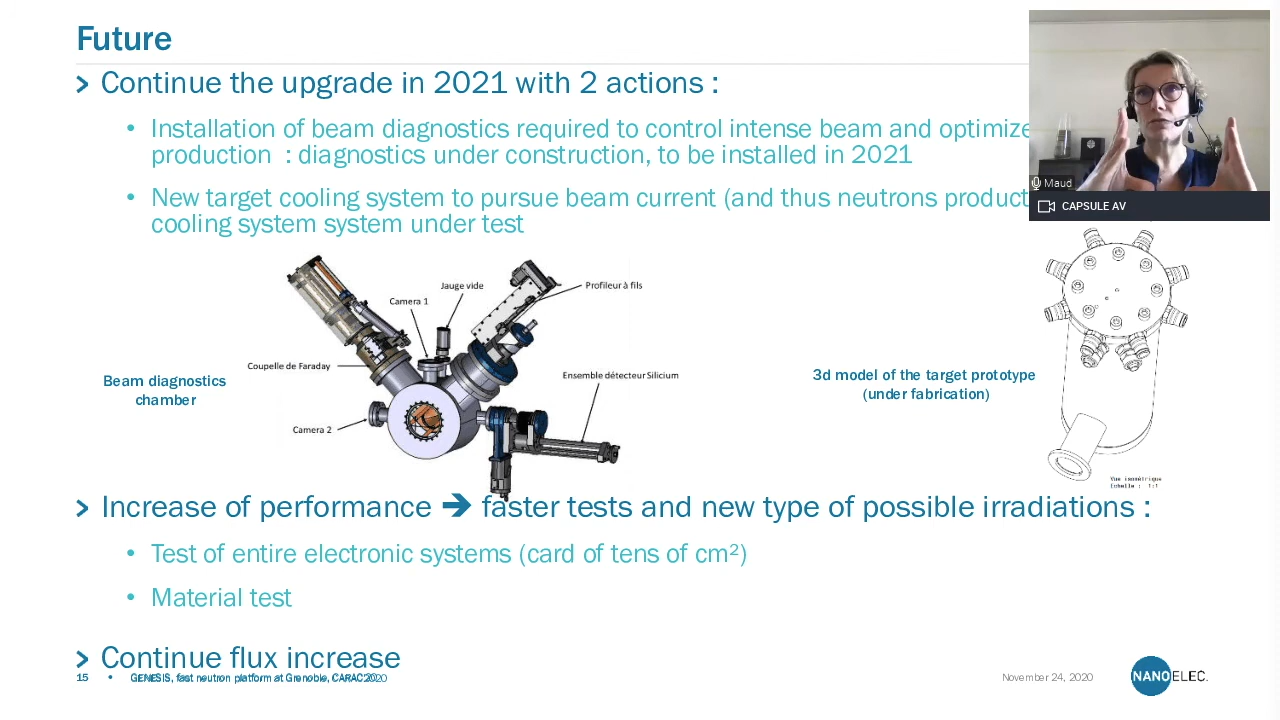 Future
Continue the upgrade in 2021 with 2 actions :
• Installation of beam diagnostics required to control intense beam and optimize
production : diagnostics under construction, to be installed in 2021
• New target cooling system to pursue beam current (and thus neutrons product
cooling system system under test
Maud
CAPSULE AV
Jauge vide
Camera 1
Profileur à fils
Coupelle de Faraday
Ensemble détecteur Silicium
Camera 2
Beam diagnostics
chamber
3d model of the target prototype
(under fabrication)
Vue isométrique
Echelle : 1:1
Increase of performance ➔ faster tests and new type of possible irradiations :
• Test of entire electronic systems (card of tens of cm²)
• Material test
Continue flux increase
15 • GENESIS, fast neutron platform at Grenoble, CARAC 2020
November 24, 2020
NANOELEC.